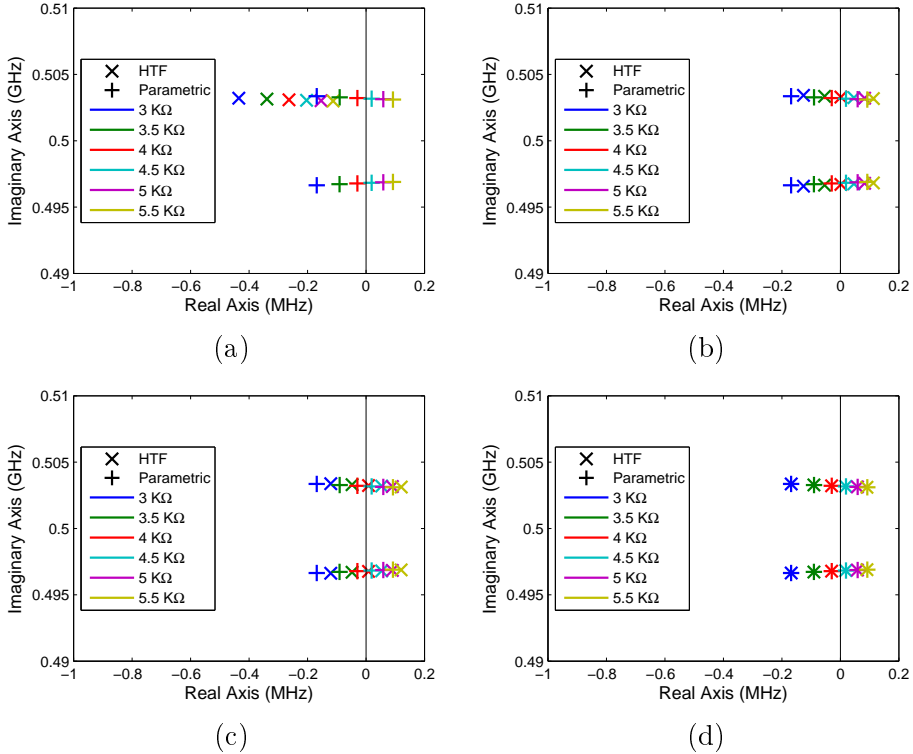 0.51
0.505
0.5
0.495
0.49
Imaginary Axis (GHz)
HTF
Parametric
3 KΩ
3.5 KΩ
4 KΩ
4.5 KΩ
5 KΩ
5.5 KΩ
−1 −0.8 −0.6 −0.4 −0.2 0 0.2
Real Axis (MHz)
(a)
0.51
0.505
0.5
0.495
0.49
Imaginary Axis (GHz)
HTF
Parametric
3 KΩ
3.5 KΩ
4 KΩ
4.5 KΩ
5 KΩ
5.5 KΩ
−1 −0.8 −0.6 −0.4 −0.2 0 0.2
Real Axis (MHz)
(b)
0.51
0.505
0.5
0.495
0.49
Imaginary Axis (GHz)
HTF
Parametric
3 KΩ
3.5 KΩ
4 KΩ
4.5 KΩ
5 KΩ
5.5 KΩ
−1 −0.8 −0.6 −0.4 −0.2 0 0.2
Real Axis (MHz)
(c)
0.51
0.505
0.5
0.495
0.49
Imaginary Axis (GHz)
HTF
Parametric
3 KΩ
3.5 KΩ
4 KΩ
4.5 KΩ
5 KΩ
5.5 KΩ
−1 −0.8 −0.6 −0.4 −0.2 0 0.2
Real Axis (MHz)
(d)